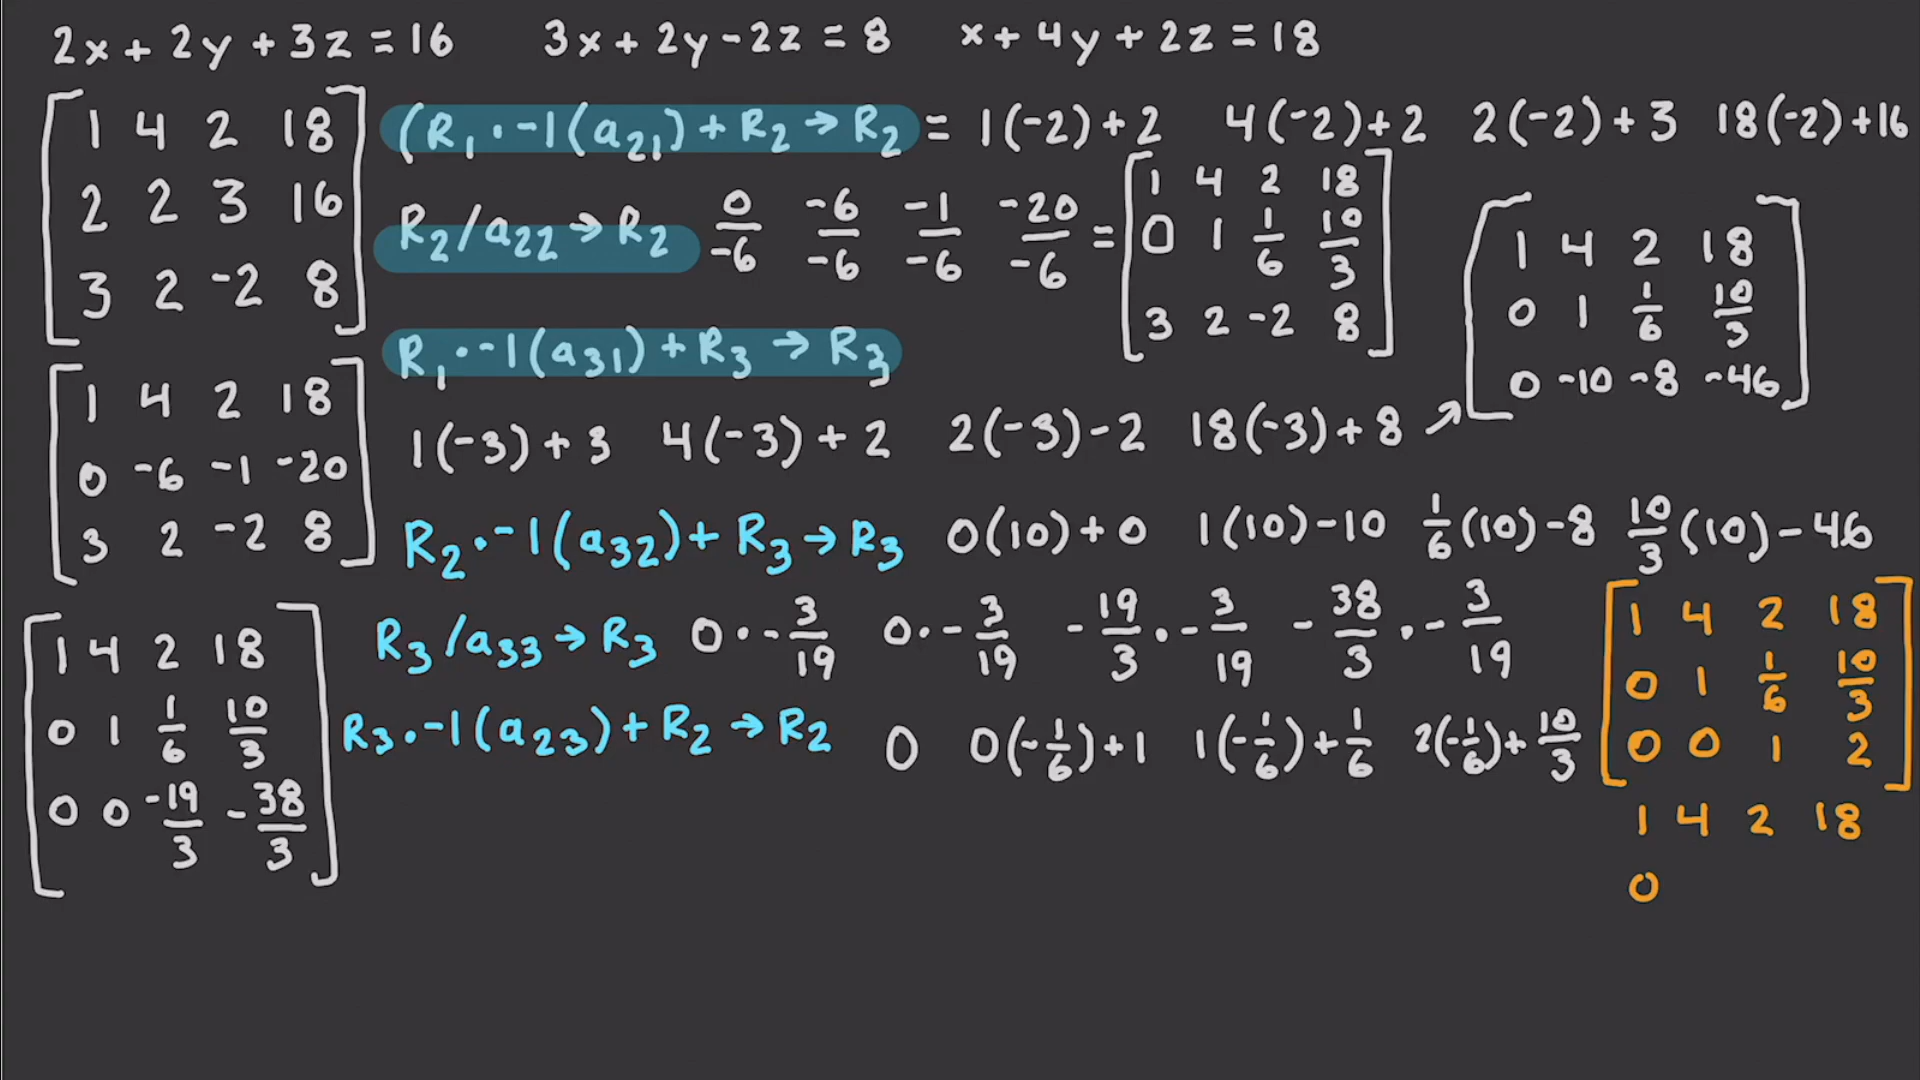 2x + 2y + 3z = 16 3x + 2y - 2z = 8 x + 4y + 2z = 18
1 4 2 18
2 2 3 16
3 2 -2 8
(R₁ · -1(a₂₁) + R₂ → R₂ = 1(-2)+2 4(-2)+2 2(-2)+3 18(-2)+16
R₂/a₂₂ → R₂ 0/-6 -6/-6 -1/-6 -20/-6 =
1 4 2 18
0 1 1/6 10/3
3 2 -2 8
R₁ · -1(a₃₁) + R₃ → R₃
1(-3)+3 4(-3)+2 2(-3)-2 18(-3)+8 →
1 4 2 18
0 1 1/6 10/3
0 -10 -8 -46
1 4 2 18
0 -6 -1 -20
3 2 -2 8
R₂ · -1(a₃₂) + R₃ → R₃ 0(10)+0 1(10)-10 1/6(10)-8 10/3(10)-46
1 4 2 18
0 1 1/6 10/3
0 0 -19/3 -38/3
R₃/a₃₃ → R₃ 0·-3/19 0·-3/19 -19/3·-3/19 -38/3·-3/19
R₃ · -1(a₂₃) + R₂ → R₂ 0 0(-1/6)+1 1(-1/6)+1/6 2(-1/6)+10/3
1 4 2 18
0 1 1/6 10/3
0 0 1 2
1 4 2 18
0